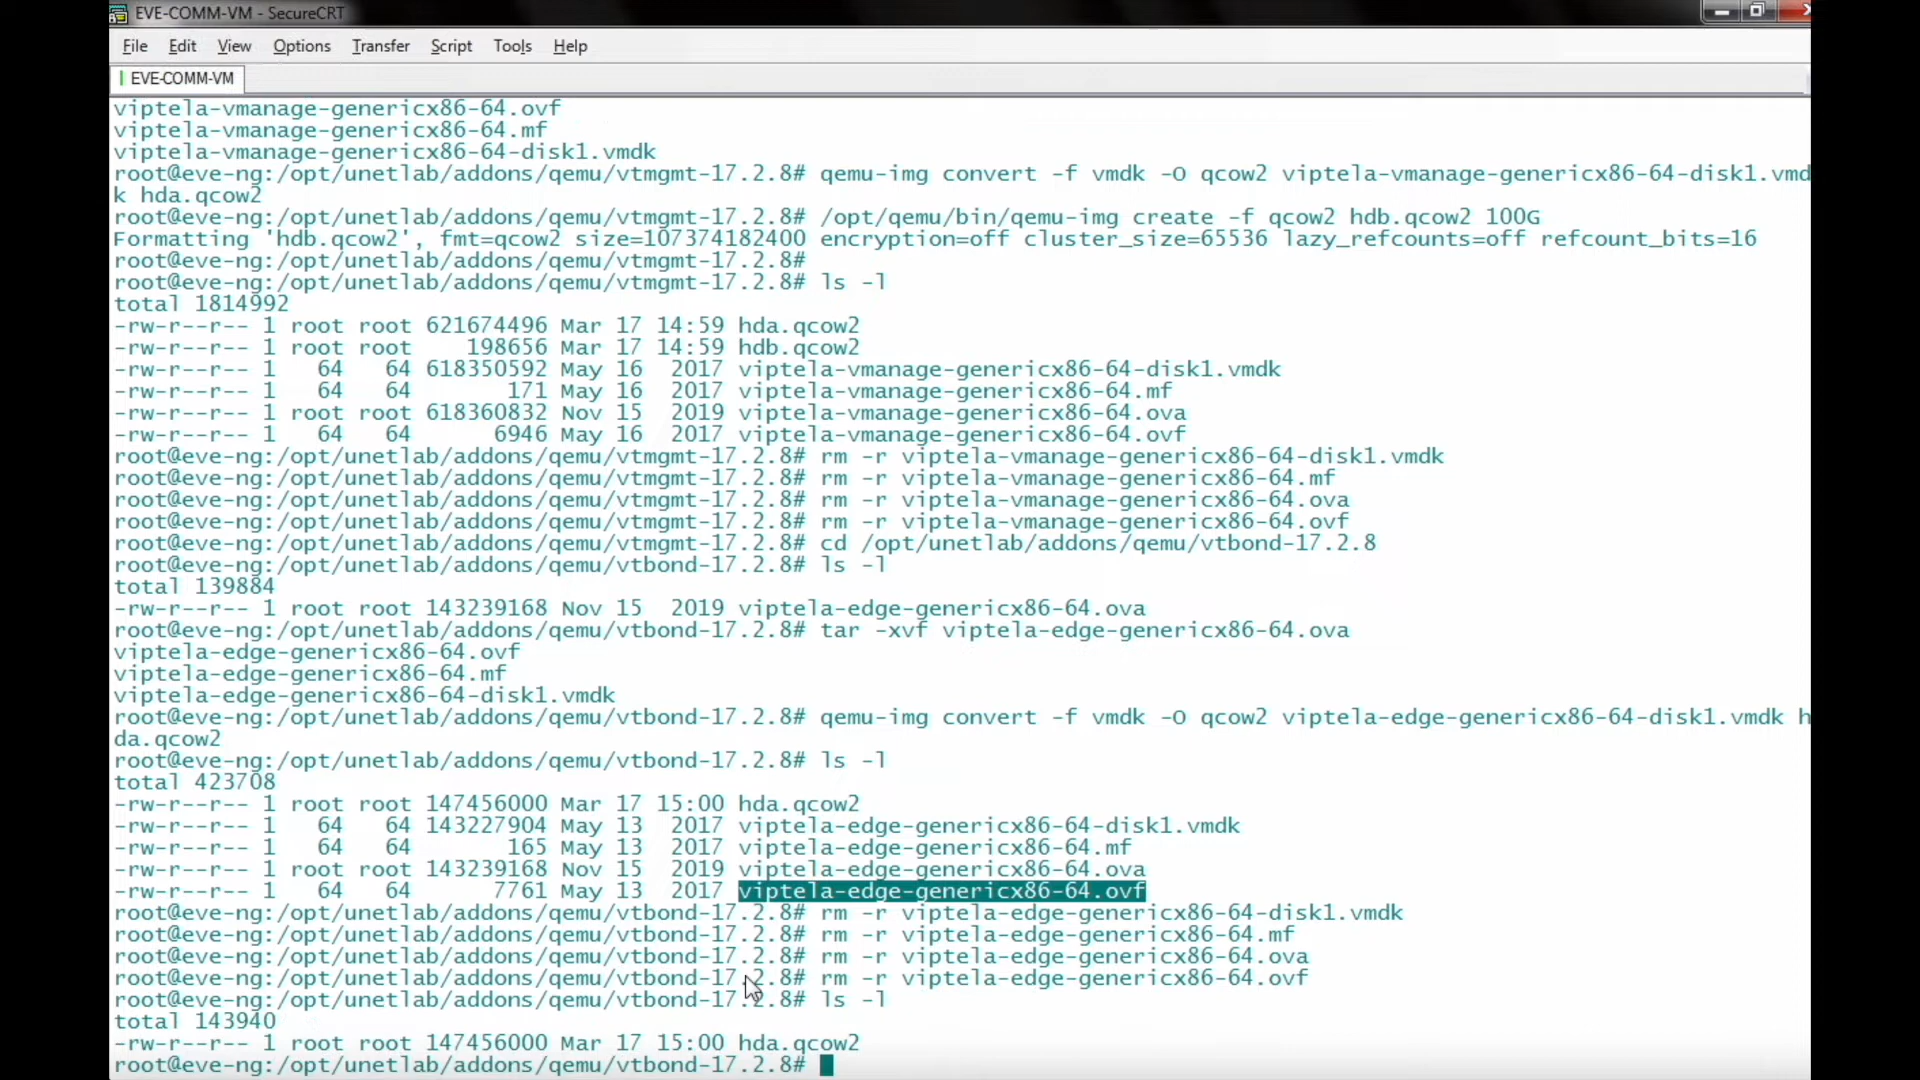 EVE-COMM-VM - SecureCRT
File Edit View Options Transfer Script Tools Help
EVE-COMM-VM
viptela-vmanage-genericx86-64.ovf
viptela-vmanage-genericx86-64.mf
viptela-vmanage-genericx86-64-disk1.vmdk
root@eve-ng:/opt/unetlab/addons/qemu/vtmgmt-17.2.8# qemu-img convert -f vmdk -O qcow2 viptela-vmanage-genericx86-64-disk1.vmd
k hda.qcow2
root@eve-ng:/opt/unetlab/addons/qemu/vtmgmt-17.2.8# /opt/qemu/bin/qemu-img create -f qcow2 hdb.qcow2 100G
Formatting 'hdb.qcow2', fmt=qcow2 size=107374182400 encryption=off cluster_size=65536 lazy_refcounts=off refcount_bits=16
root@eve-ng:/opt/unetlab/addons/qemu/vtmgmt-17.2.8#
root@eve-ng:/opt/unetlab/addons/qemu/vtmgmt-17.2.8# ls -l
total 1814992
-rw-r--r-- 1 root root 621674496 Mar 17 14:59 hda.qcow2
-rw-r--r-- 1 root root    198656 Mar 17 14:59 hdb.qcow2
-rw-r--r-- 1   64   64 618350592 May 16  2017 viptela-vmanage-genericx86-64-disk1.vmdk
-rw-r--r-- 1   64   64       171 May 16  2017 viptela-vmanage-genericx86-64.mf
-rw-r--r-- 1 root root 618360832 Nov 15  2019 viptela-vmanage-genericx86-64.ova
-rw-r--r-- 1   64   64      6946 May 16  2017 viptela-vmanage-genericx86-64.ovf
root@eve-ng:/opt/unetlab/addons/qemu/vtmgmt-17.2.8# rm -r viptela-vmanage-genericx86-64-disk1.vmdk
root@eve-ng:/opt/unetlab/addons/qemu/vtmgmt-17.2.8# rm -r viptela-vmanage-genericx86-64.mf
root@eve-ng:/opt/unetlab/addons/qemu/vtmgmt-17.2.8# rm -r viptela-vmanage-genericx86-64.ova
root@eve-ng:/opt/unetlab/addons/qemu/vtmgmt-17.2.8# rm -r viptela-vmanage-genericx86-64.ovf
root@eve-ng:/opt/unetlab/addons/qemu/vtmgmt-17.2.8# cd /opt/unetlab/addons/qemu/vtbond-17.2.8
root@eve-ng:/opt/unetlab/addons/qemu/vtbond-17.2.8# ls -l
total 139884
-rw-r--r-- 1 root root 143239168 Nov 15  2019 viptela-edge-genericx86-64.ova
root@eve-ng:/opt/unetlab/addons/qemu/vtbond-17.2.8# tar -xvf viptela-edge-genericx86-64.ova
viptela-edge-genericx86-64.ovf
viptela-edge-genericx86-64.mf
viptela-edge-genericx86-64-disk1.vmdk
root@eve-ng:/opt/unetlab/addons/qemu/vtbond-17.2.8# qemu-img convert -f vmdk -O qcow2 viptela-edge-genericx86-64-disk1.vmdk h
da.qcow2
root@eve-ng:/opt/unetlab/addons/qemu/vtbond-17.2.8# ls -l
total 423708
-rw-r--r-- 1 root root 147456000 Mar 17 15:00 hda.qcow2
-rw-r--r-- 1   64   64 143227904 May 13  2017 viptela-edge-genericx86-64-disk1.vmdk
-rw-r--r-- 1   64   64       165 May 13  2017 viptela-edge-genericx86-64.mf
-rw-r--r-- 1 root root 143239168 Nov 15  2019 viptela-edge-genericx86-64.ova
-rw-r--r-- 1   64   64      7761 May 13  2017 viptela-edge-genericx86-64.ovf
root@eve-ng:/opt/unetlab/addons/qemu/vtbond-17.2.8# rm -r viptela-edge-genericx86-64-disk1.vmdk
root@eve-ng:/opt/unetlab/addons/qemu/vtbond-17.2.8# rm -r viptela-edge-genericx86-64.mf
root@eve-ng:/opt/unetlab/addons/qemu/vtbond-17.2.8# rm -r viptela-edge-genericx86-64.ova
root@eve-ng:/opt/unetlab/addons/qemu/vtbond-17.2.8# rm -r viptela-edge-genericx86-64.ovf
root@eve-ng:/opt/unetlab/addons/qemu/vtbond-17.2.8# ls -l
total 143940
-rw-r--r-- 1 root root 147456000 Mar 17 15:00 hda.qcow2
root@eve-ng:/opt/unetlab/addons/qemu/vtbond-17.2.8#